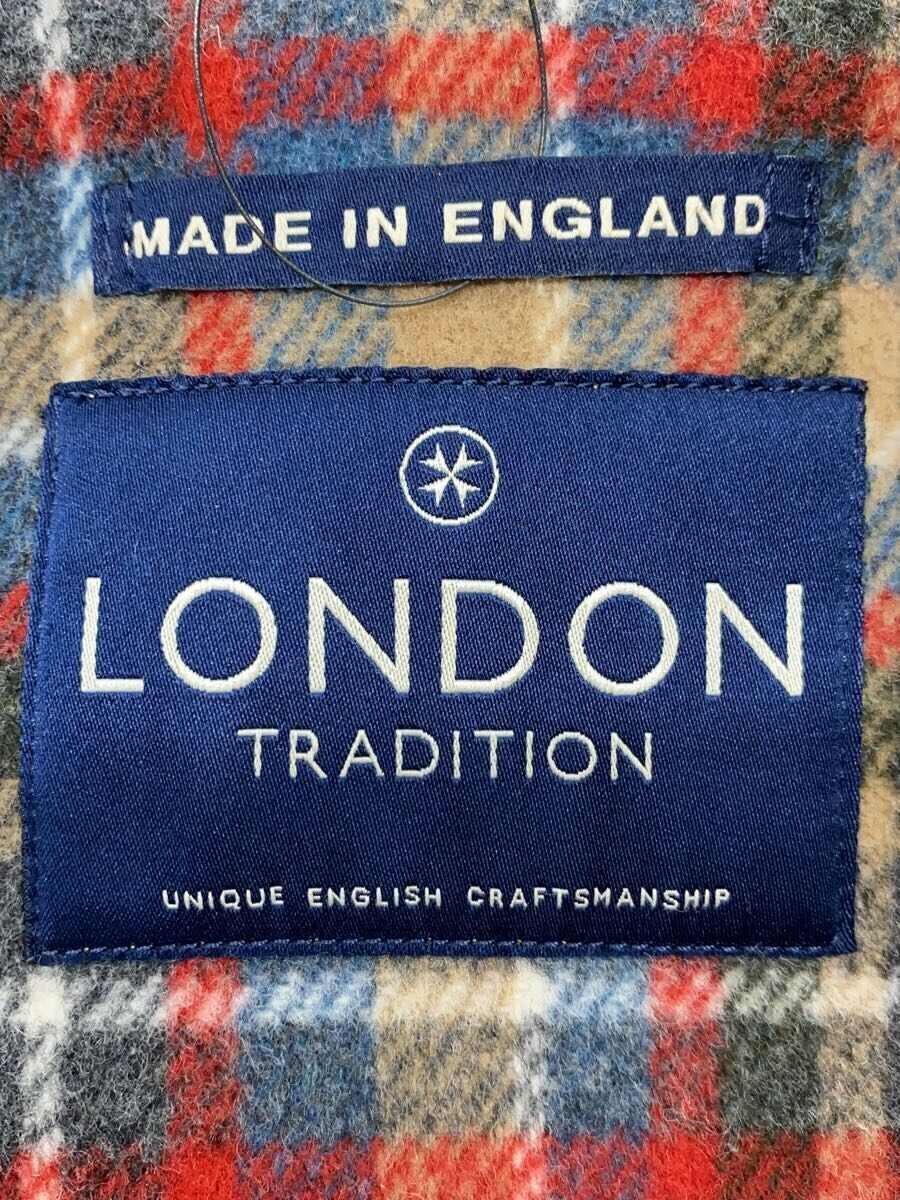 MADE IN ENGLAND
LONDON
TRADITION
UNIQUE ENGLISH CRAFTSMANSHIP